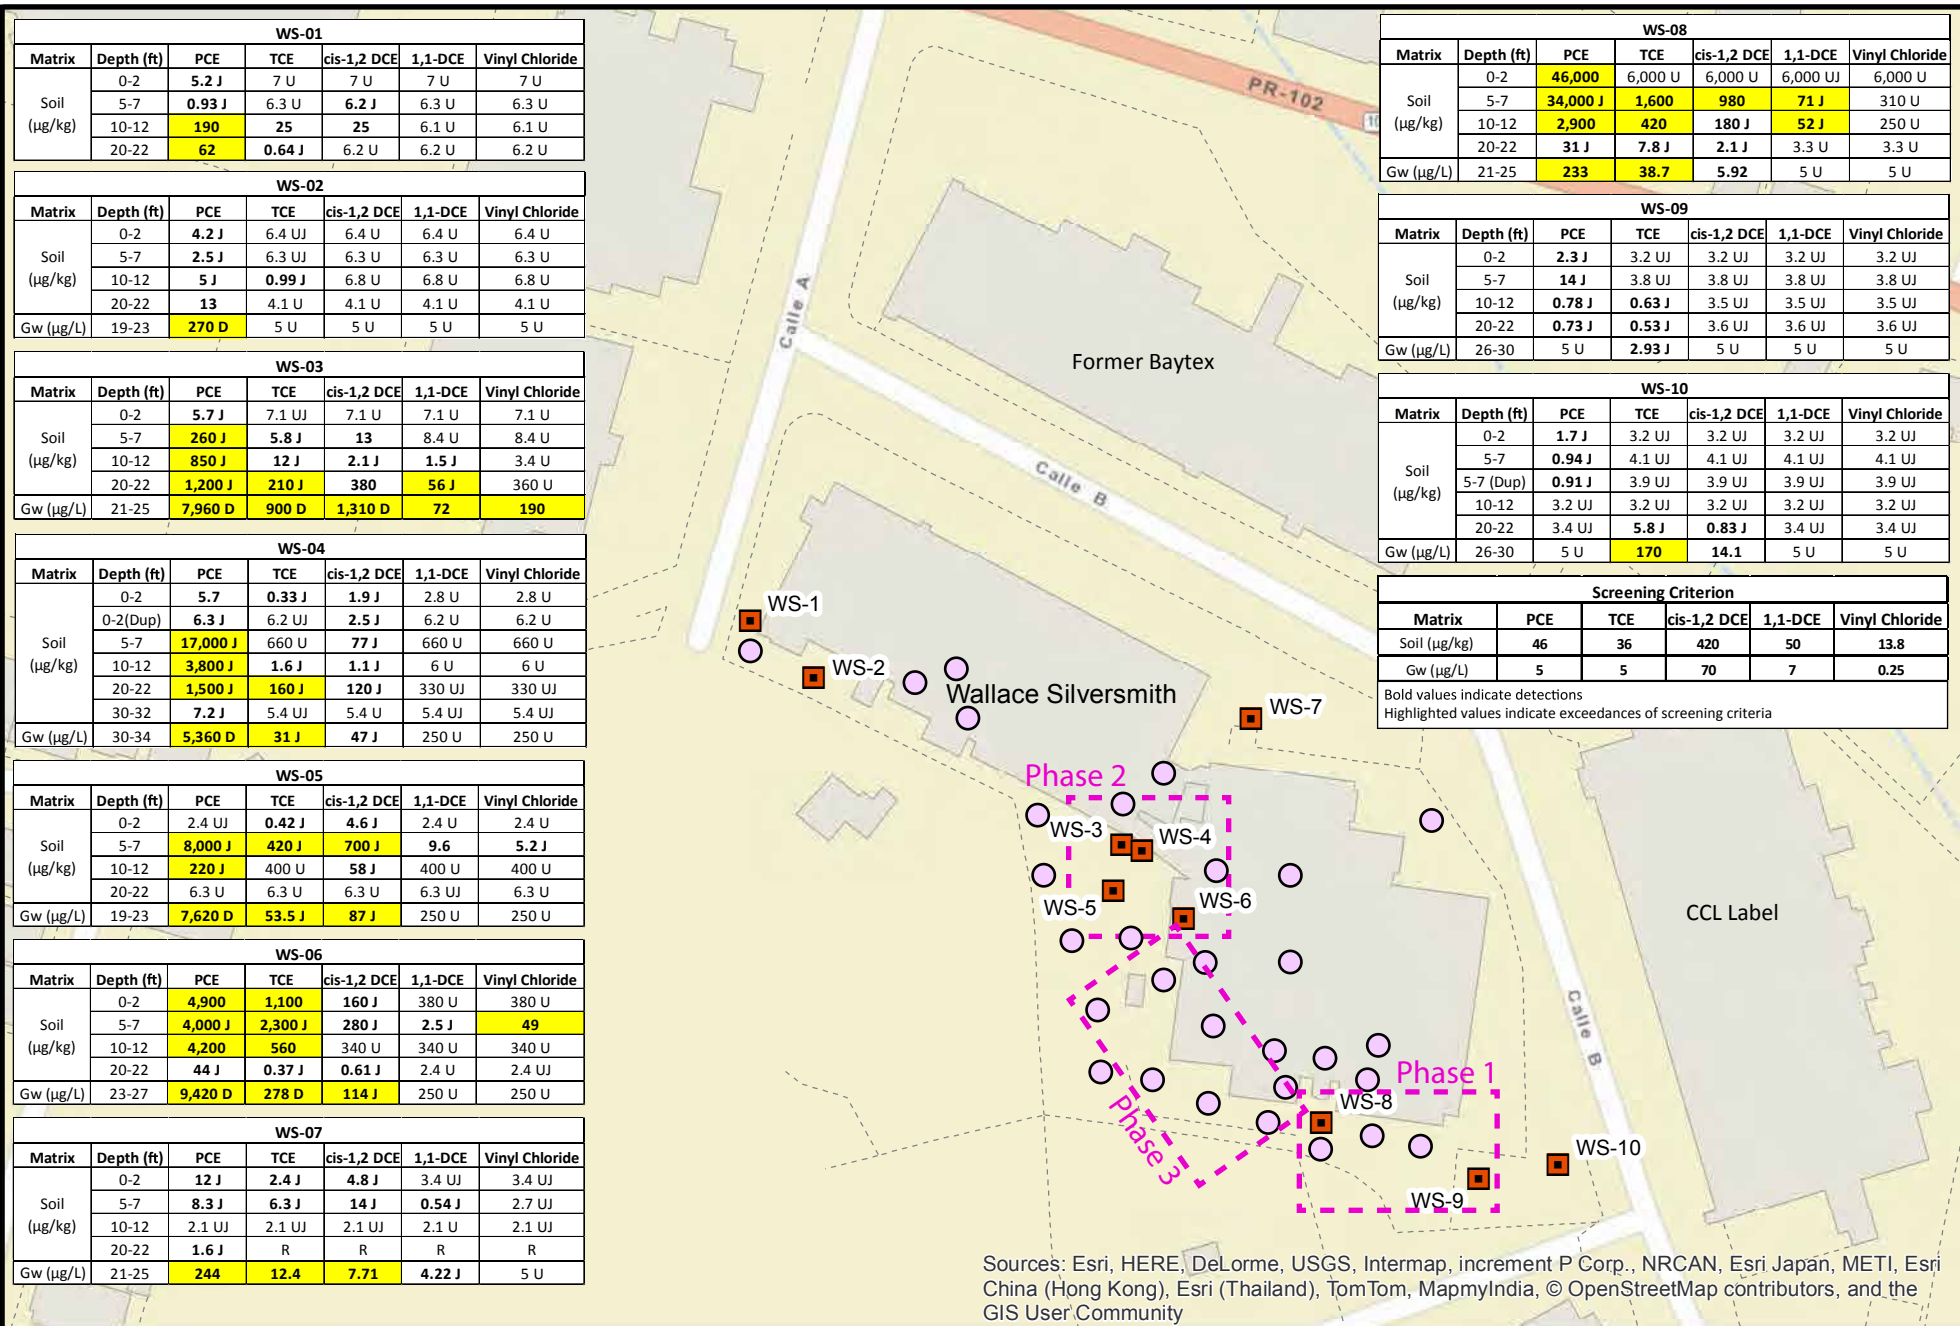 WS-01
Matrix Depth (ft) PCE TCE cis-1,2 DCE 1,1-DCE Vinyl Chloride
Soil (µg/kg)
0-2 5.2 J 7 U 7 U 7 U 7 U
5-7 0.93 J 6.3 U 6.2 J 6.3 U 6.3 U
10-12 190 25 25 6.1 U 6.1 U
20-22 62 0.64 J 6.2 U 6.2 U 6.2 U
WS-02
Matrix Depth (ft) PCE TCE cis-1,2 DCE 1,1-DCE Vinyl Chloride
Soil (µg/kg)
0-2 4.2 J 6.4 UJ 6.4 U 6.4 U 6.4 U
5-7 2.5 J 6.3 UJ 6.3 U 6.3 U 6.3 U
10-12 5 J 0.99 J 6.8 U 6.8 U 6.8 U
20-22 13 4.1 U 4.1 U 4.1 U 4.1 U
Gw (µg/L) 19-23 270 D 5 U 5 U 5 U 5 U
WS-03
Matrix Depth (ft) PCE TCE cis-1,2 DCE 1,1-DCE Vinyl Chloride
Soil (µg/kg)
0-2 5.7 J 7.1 UJ 7.1 U 7.1 U 7.1 U
5-7 260 J 5.8 J 13 8.4 U 8.4 U
10-12 850 J 12 J 2.1 J 1.5 J 3.4 U
20-22 1,200 J 210 J 380 56 J 360 U
Gw (µg/L) 21-25 7,960 D 900 D 1,310 D 72 190
WS-04
Matrix Depth (ft) PCE TCE cis-1,2 DCE 1,1-DCE Vinyl Chloride
Soil (µg/kg)
0-2 5.7 0.33 J 1.9 J 2.8 U 2.8 U
0-2(Dup) 6.3 J 6.2 UJ 2.5 J 6.2 U 6.2 U
5-7 17,000 J 660 U 77 J 660 U 660 U
10-12 3,800 J 1.6 J 1.1 J 6 U 6 U
20-22 1,500 J 160 J 120 J 330 UJ 330 UJ
30-32 7.2 J 5.4 UJ 5.4 U 5.4 UJ 5.4 UJ
Gw (µg/L) 30-34 5,360 D 31 J 47 J 250 U 250 U
WS-05
Matrix Depth (ft) PCE TCE cis-1,2 DCE 1,1-DCE Vinyl Chloride
Soil (µg/kg)
0-2 2.4 UJ 0.42 J 4.6 J 2.4 U 2.4 U
5-7 8,000 J 420 J 700 J 9.6 5.2 J
10-12 220 J 400 U 58 J 400 U 400 U
20-22 6.3 U 6.3 U 6.3 U 6.3 UJ 6.3 U
Gw (µg/L) 19-23 7,620 D 53.5 J 87 J 250 U 250 U
WS-06
Matrix Depth (ft) PCE TCE cis-1,2 DCE 1,1-DCE Vinyl Chloride
Soil (µg/kg)
0-2 4,900 1,100 160 J 380 U 380 U
5-7 4,000 J 2,300 J 280 J 2.5 J 49
10-12 4,200 560 340 U 340 U 340 U
20-22 44 J 0.37 J 0.61 J 2.4 U 2.4 UJ
Gw (µg/L) 23-27 9,420 D 278 D 114 J 250 U 250 U
WS-07
Matrix Depth (ft) PCE TCE cis-1,2 DCE 1,1-DCE Vinyl Chloride
Soil (µg/kg)
0-2 12 J 2.4 J 4.8 J 3.4 UJ 3.4 UJ
5-7 8.3 J 6.3 J 14 J 0.54 J 2.7 UJ
10-12 2.1 UJ 2.1 UJ 2.1 UJ 2.1 U 2.1 UJ
20-22 1.6 J R R R R
Gw (µg/L) 21-25 244 12.4 7.71 4.22 J 5 U
PR-102
10
Calle A
Former Baytex
Calle B
WS-1
WS-2
Wallace Silversmith
WS-7
Phase 2
WS-3
WS-4
WS-5
WS-6
CCL Label
Calle B
Phase 1
WS-8
Phase 3
WS-10
WS-9
WS-08
Matrix Depth (ft) PCE TCE cis-1,2 DCE 1,1-DCE Vinyl Chloride
Soil (µg/kg)
0-2 46,000 6,000 U 6,000 U 6,000 UJ 6,000 U
5-7 34,000 J 1,600 980 71 J 310 U
10-12 2,900 420 180 J 52 J 250 U
20-22 31 J 7.8 J 2.1 J 3.3 U 3.3 U
Gw (µg/L) 21-25 233 38.7 5.92 5 U 5 U
WS-09
Matrix Depth (ft) PCE TCE cis-1,2 DCE 1,1-DCE Vinyl Chloride
Soil (µg/kg)
0-2 2.3 J 3.2 UJ 3.2 UJ 3.2 UJ 3.2 UJ
5-7 14 J 3.8 UJ 3.8 UJ 3.8 UJ 3.8 UJ
10-12 0.78 J 0.63 J 3.5 UJ 3.5 UJ 3.5 UJ
20-22 0.73 J 0.53 J 3.6 UJ 3.6 UJ 3.6 UJ
Gw (µg/L) 26-30 5 U 2.93 J 5 U 5 U 5 U
WS-10
Matrix Depth (ft) PCE TCE cis-1,2 DCE 1,1-DCE Vinyl Chloride
Soil (µg/kg)
0-2 1.7 J 3.2 UJ 3.2 UJ 3.2 UJ 3.2 UJ
5-7 0.94 J 4.1 UJ 4.1 UJ 4.1 UJ 4.1 UJ
5-7 (Dup) 0.91 J 3.9 UJ 3.9 UJ 3.9 UJ 3.9 UJ
10-12 3.2 UJ 3.2 UJ 3.2 UJ 3.2 UJ 3.2 UJ
20-22 3.4 UJ 5.8 J 0.83 J 3.4 UJ 3.4 UJ
Gw (µg/L) 26-30 5 U 170 14.1 5 U 5 U
Screening Criterion
Matrix PCE TCE cis-1,2 DCE 1,1-DCE Vinyl Chloride
Soil (µg/kg) 46 36 420 50 13.8
Gw (µg/L) 5 5 70 7 0.25
Bold values indicate detections
Highlighted values indicate exceedances of screening criteria
Sources: Esri, HERE, DeLorme, USGS, Intermap, increment P Corp., NRCAN, Esri Japan, METI, Esri
China (Hong Kong), Esri (Thailand), TomTom, MapmyIndia, © OpenStreetMap contributors, and the
GIS User Community